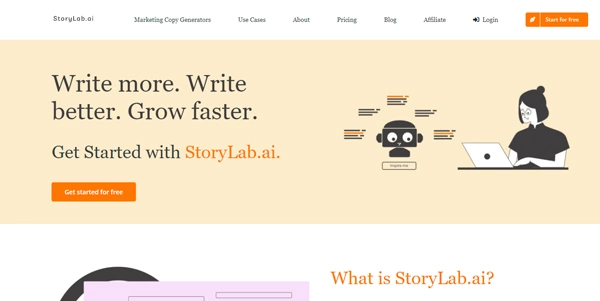 StoryLab.ai
Marketing Copy Generators
Use Cases
About
Pricing
Blog
Affiliate
Login
Start for free
Write more. Write
better. Grow faster.
Get Started with StoryLab.ai.
Get started for free
Inspire me
What is StoryLab.ai?